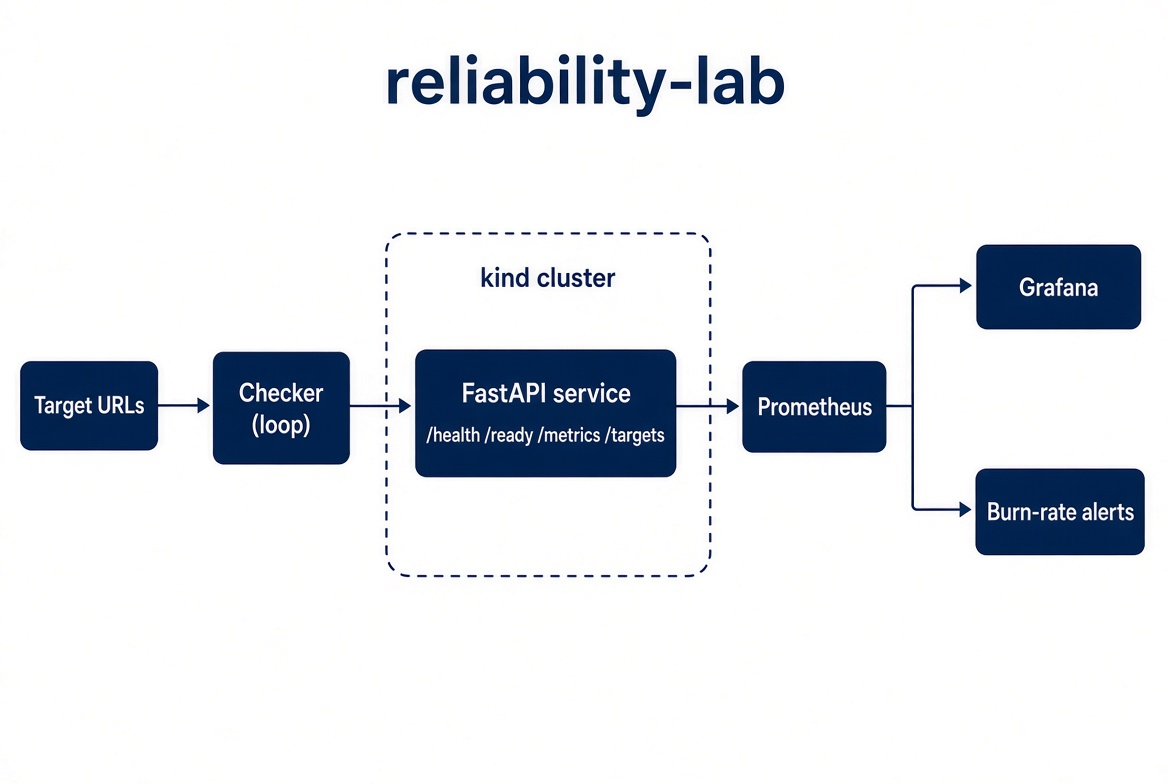 reliability-lab
kind cluster
Target URLs
Checker
(loop)
FastAPI service
/health /ready /metrics /targets
Prometheus
Grafana
Burn-rate alerts